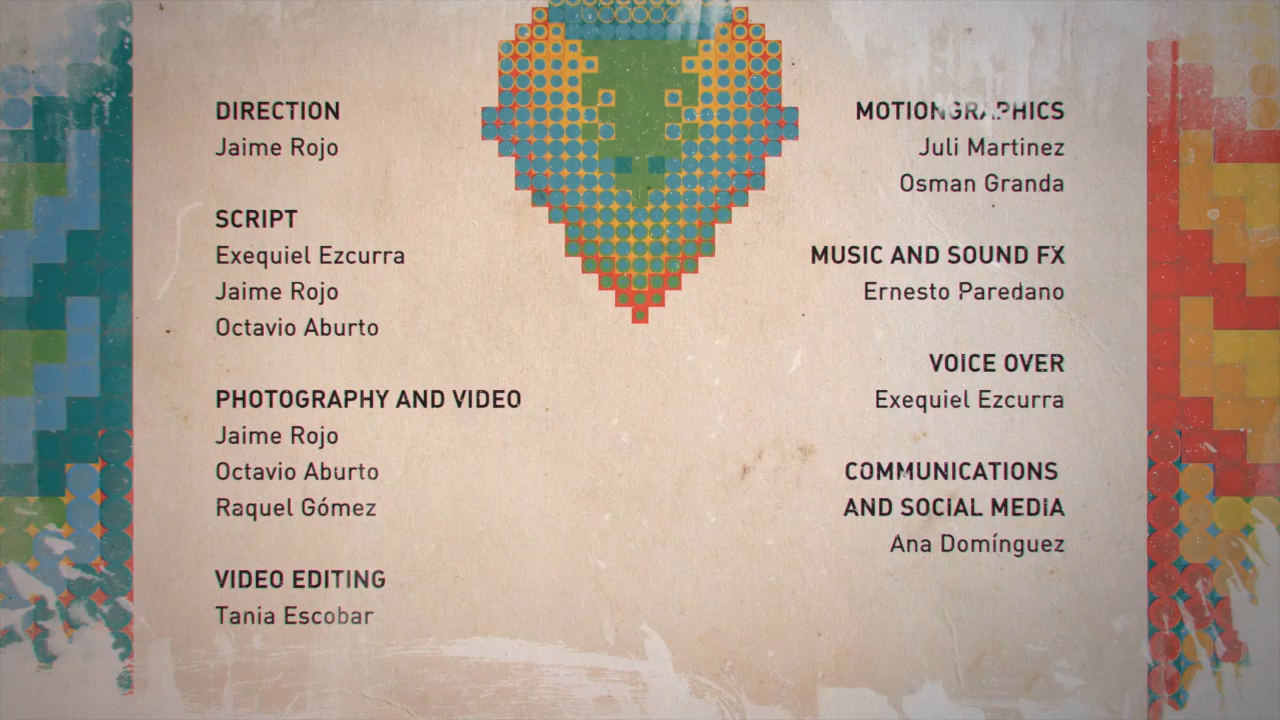 DIRECTION
Jaime Rojo
SCRIPT
Exequiel Ezcurra
Jaime Rojo
Octavio Aburto
PHOTOGRAPHY AND VIDEO
Jaime Rojo
Octavio Aburto
Raquel Gómez
VIDEO EDITING
Tania Escobar
MOTIONGRAPHICS
Juli Martinez
Osman Granda
MUSIC AND SOUND FX
Ernesto Paredano
VOICE OVER
Exequiel Ezcurra
COMMUNICATIONS
AND SOCIAL MEDIA
Ana Domínguez